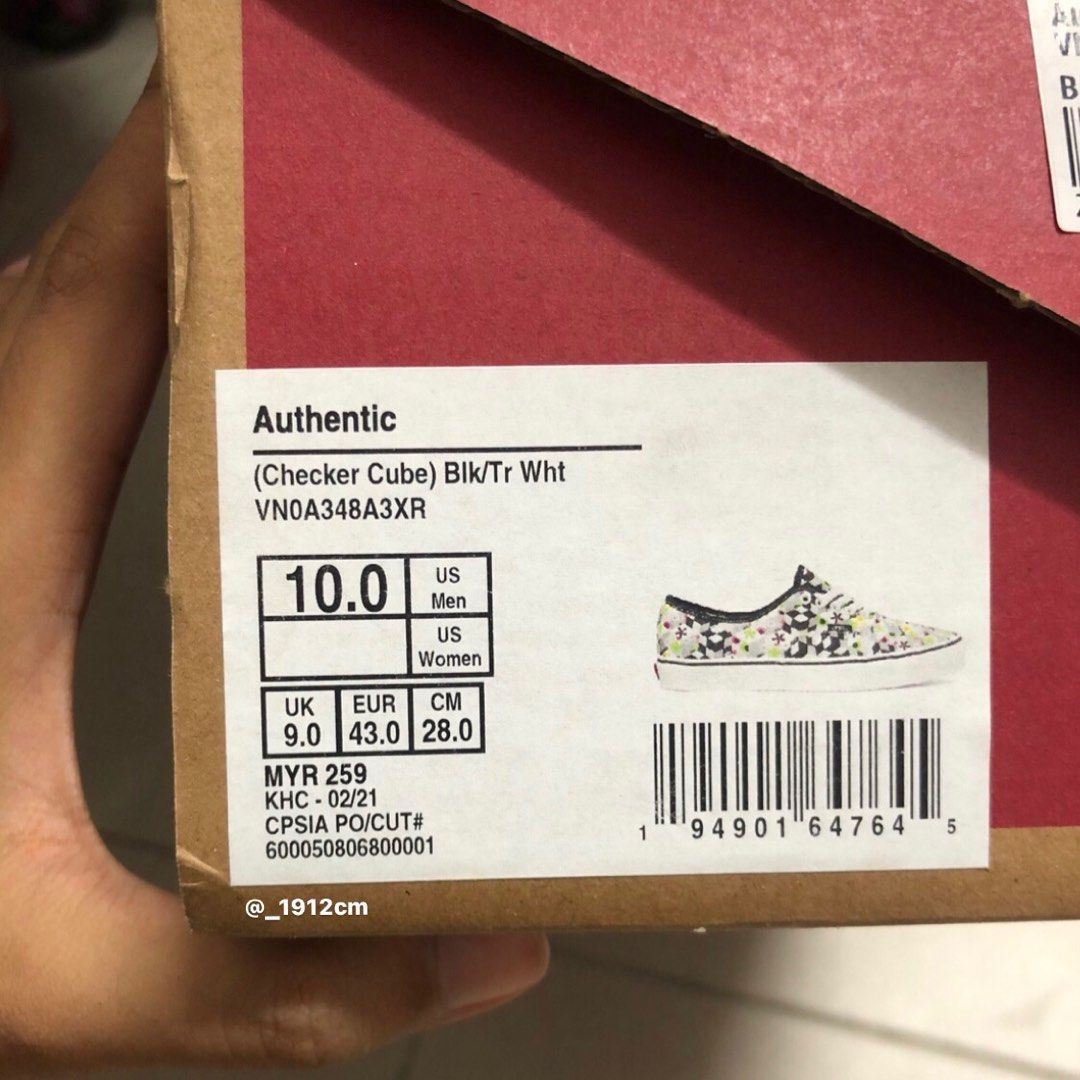 Authentic
(Checker Cube) Blk/Tr Wht
VN0A348A3XR
10.0 US Men
US Women
UK EUR CM
9.0 43.0 28.0
MYR 259
KHC - 02/21
CPSIA PO/CUT#
600050806800001
1 94901 64764 5
@_1912cm